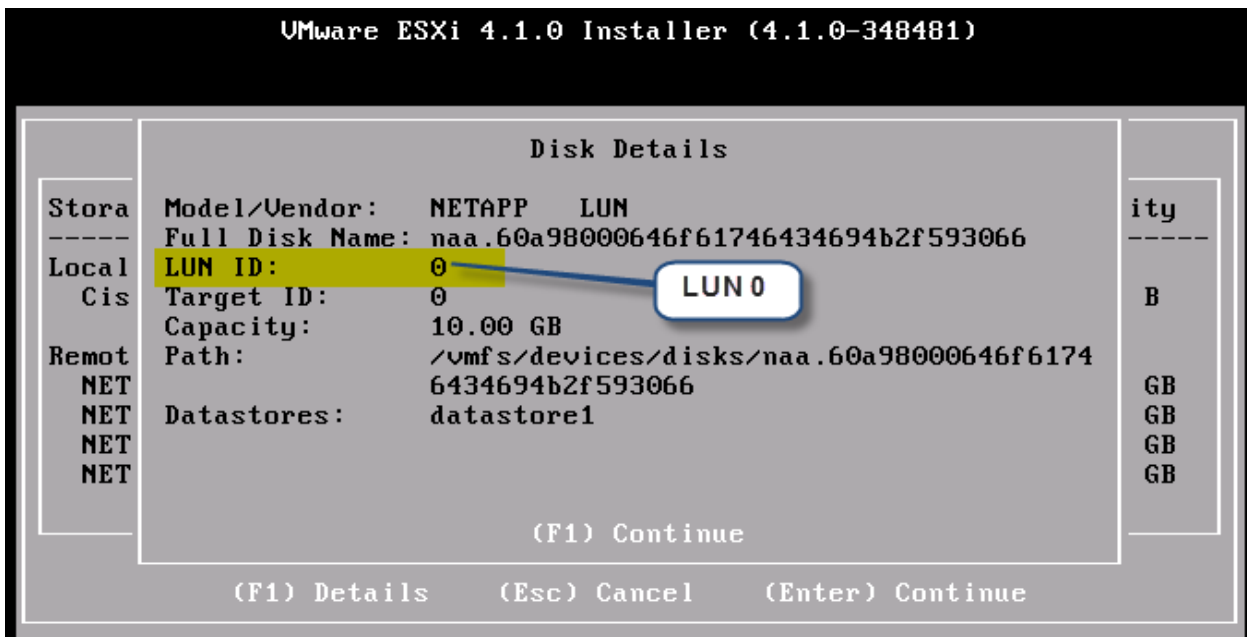 VMware ESXi 4.1.0 Installer (4.1.0-348481)
Disk Details
Stora Model/Vendor: NETAPP LUN ity
----- Full Disk Name: naa.60a98000646f61746434694b2f593066 -----
Local LUN ID: 0
LUN 0
Cis Target ID: 0 B
Capacity: 10.00 GB
Remot Path: /vmfs/devices/disks/naa.60a98000646f6174
NET 6434694b2f593066 GB
NET Datastores: datastore1 GB
NET GB
NET GB
(F1) Continue
(F1) Details (Esc) Cancel (Enter) Continue